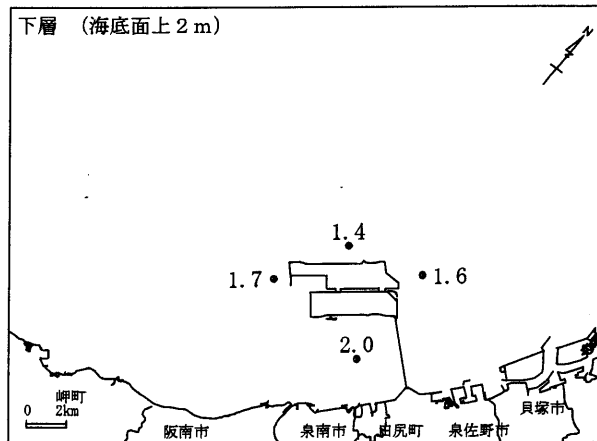 下層 （海底面上２ｍ）
N
1.4
1.7
1.6
2.0
岬町
0 2km
阪南市
泉南市
田尻町
泉佐野市
貝塚市